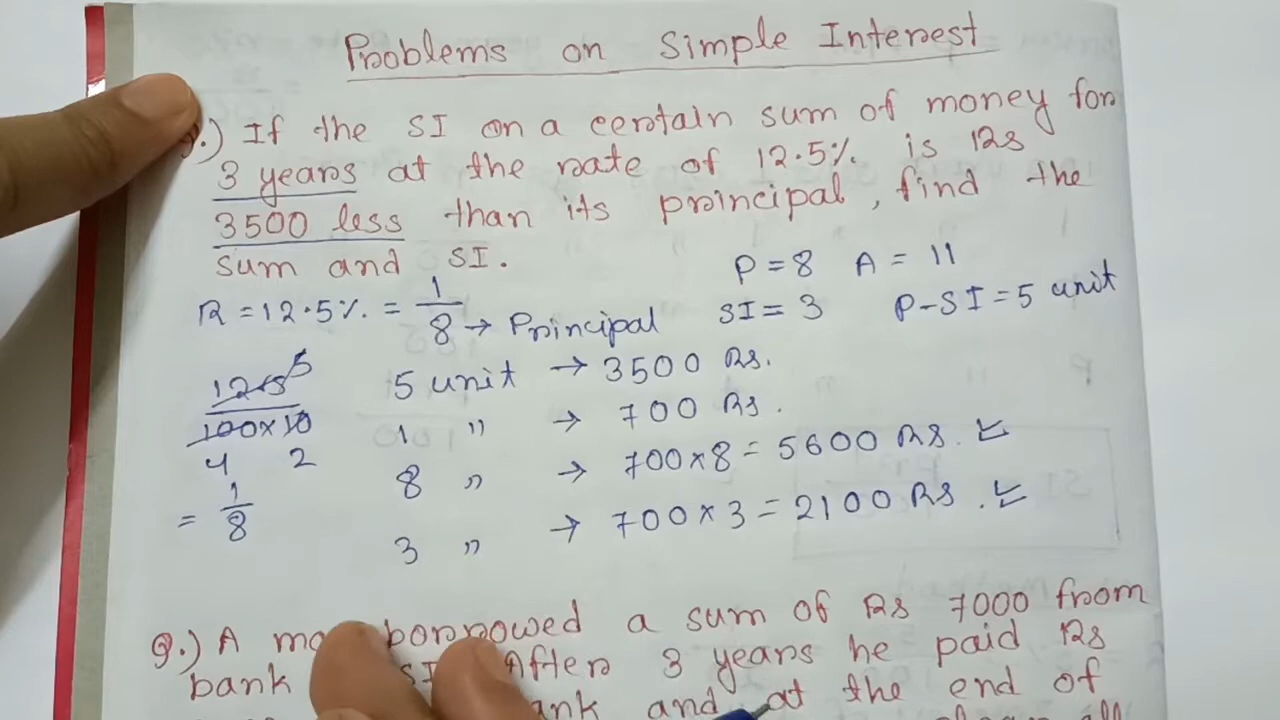 Problems on Simple Interest
Q.) If the SI on a certain sum of money for
3 years at the rate of 12.5% is Rs
3500 less than its principal, find the
sum and SI.
P = 8 A = 11
R = 12.5% = 1/8 → Principal SI = 3 P - SI = 5 unit
125/100×10 5 4 2 = 1/8
5 unit → 3500 Rs.
1 " → 700 Rs.
8 " → 700×8 = 5600 Rs.
3 " → 700×3 = 2100 Rs.
Q.) A borrowed a sum of Rs 7000 from
bank SI. After 3 years he paid Rs
and at the end of